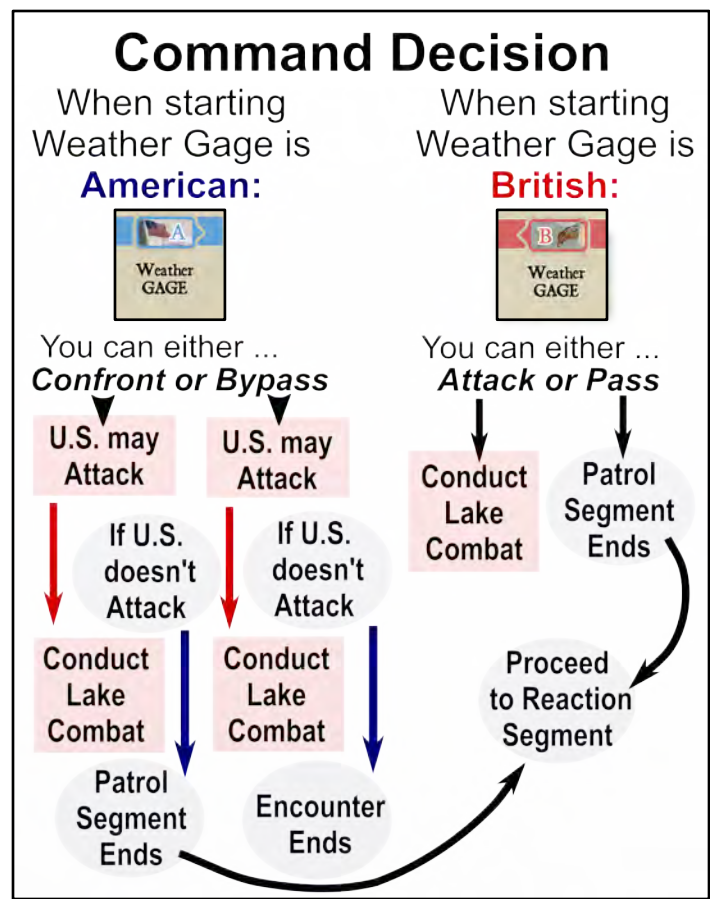 Command Decision
When starting
Weather Gage is
American:
A
Weather
GAGE
You can either ...
Confront or Bypass
U.S. may
Attack
U.S. may
Attack
If U.S.
doesn't
Attack
If U.S.
doesn't
Attack
Conduct
Lake
Combat
Conduct
Lake
Combat
Patrol
Segment
Ends
Encounter
Ends
When starting
Weather Gage is
British:
B
Weather
GAGE
You can either ...
Attack or Pass
Conduct
Lake
Combat
Patrol
Segment
Ends
Proceed
to Reaction
Segment